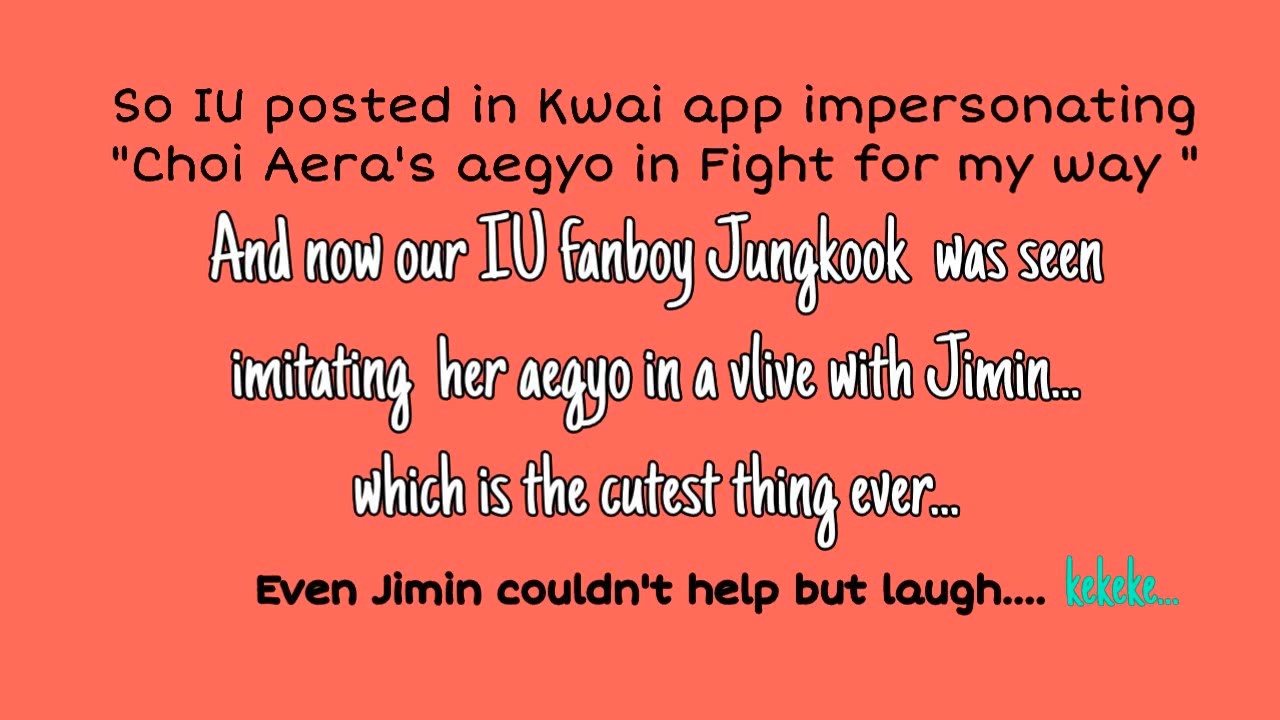 So IU posted in Kwai app impersonating
"Choi Aera's aegyo in Fight for my way "
And now our IU fanboy Jungkook was seen
imitating her aegyo in a vlive with Jimin...
which is the cutest thing ever...
Even Jimin couldn't help but laugh.... kekeke...